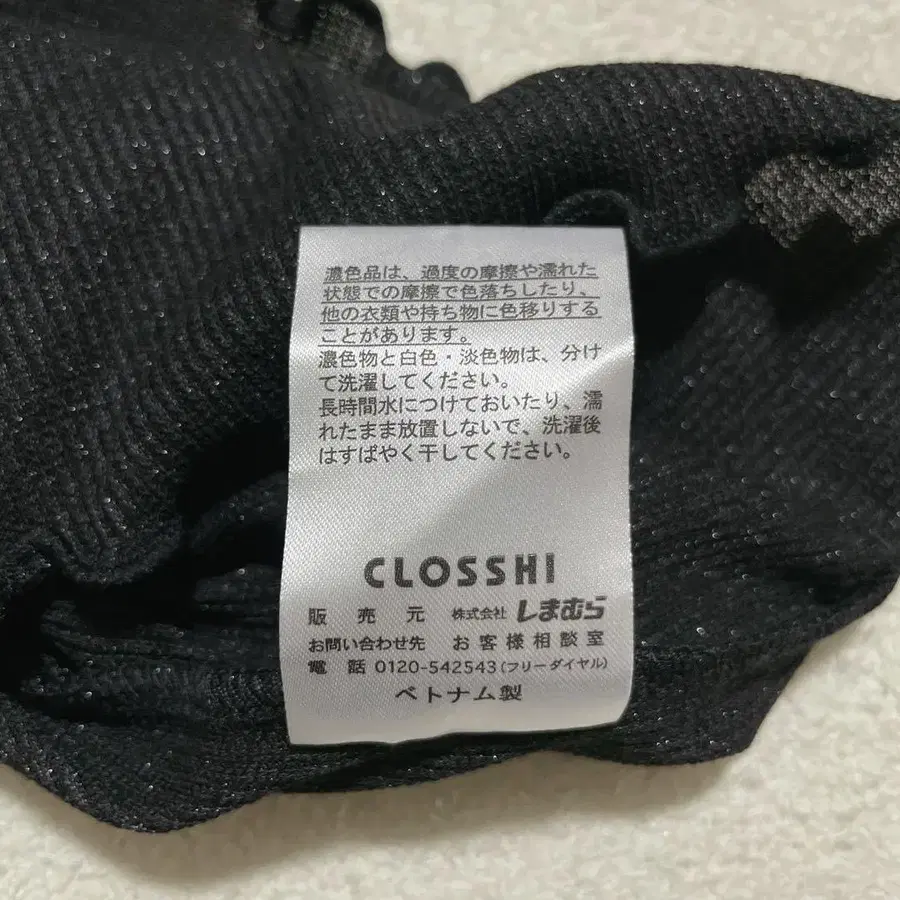 濃色品は、過度の摩擦や濡れた
状態での摩擦で色落ちしたり、
他の衣類や持ち物に色移りする
ことがあります。
濃色物と白色・淡色物は、分け
て洗濯してください。
長時間水につけておいたり、濡
れたまま放置しないで、洗濯後
はすばやく干してください。
CLOSSHI
販売元 株式会社 しまむら
お問い合わせ先 お客様相談室
電話 0120-542543(フリーダイヤル)
ベトナム製